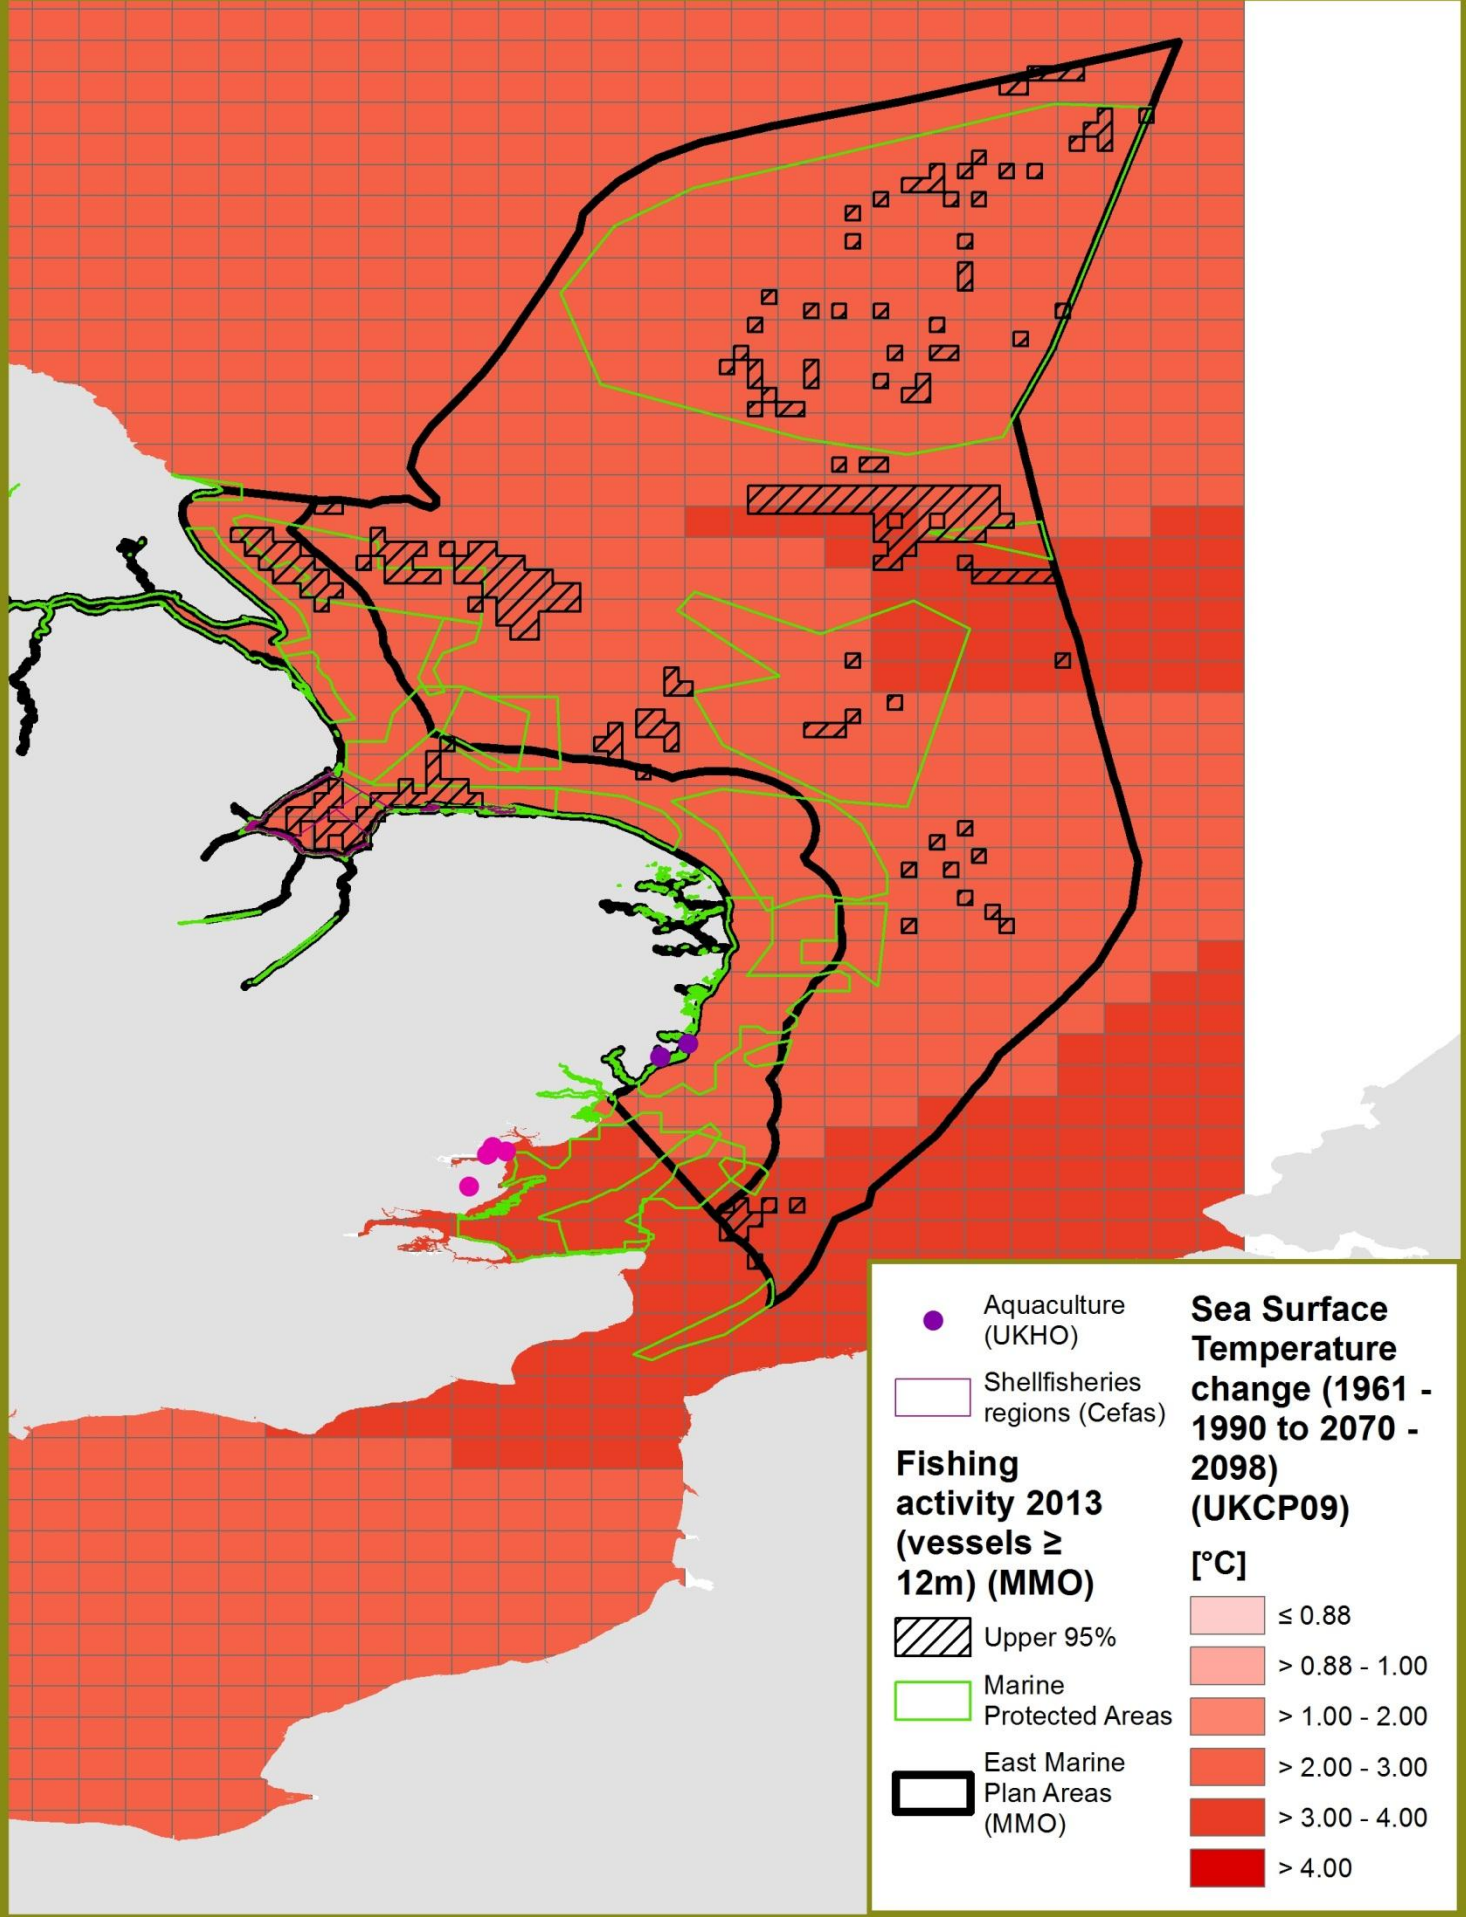 Aquaculture
(UKHO)
Shellfisheries
regions (Cefas)
Fishing
activity 2013
(vessels ≥
12m) (MMO)
Upper 95%
Marine
Protected Areas
East Marine
Plan Areas
(MMO)
Sea Surface
Temperature
change (1961 -
1990 to 2070 -
2098)
(UKCP09)
[°C]
≤ 0.88
> 0.88 - 1.00
> 1.00 - 2.00
> 2.00 - 3.00
> 3.00 - 4.00
> 4.00